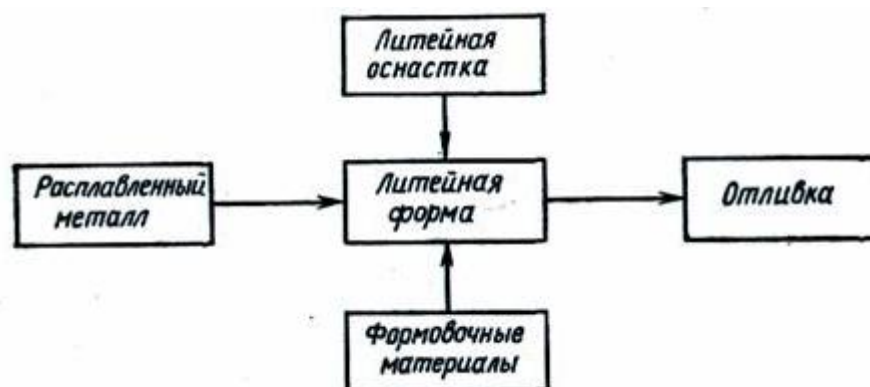 Литейная
оснастка
Расплавленный
металл
Литейная
форма
Отливка
Формовочные
материалы